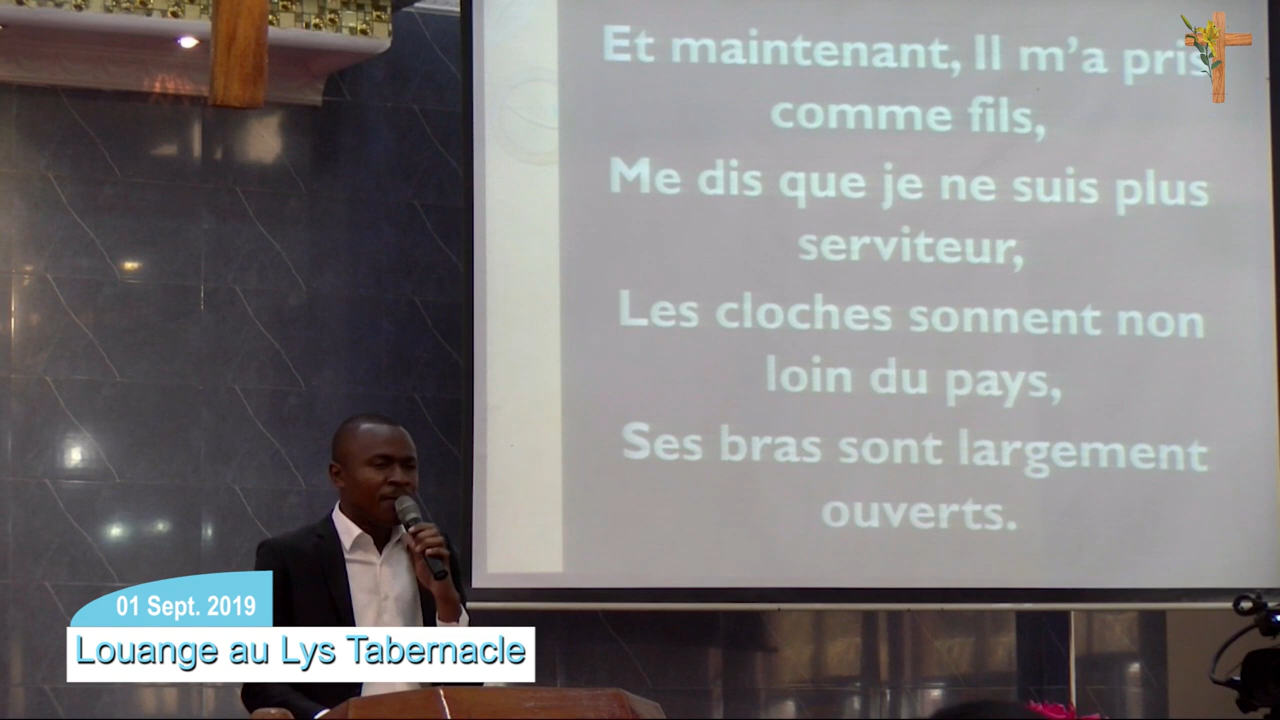 Et maintenant, Il m'a pris
comme fils,
Me dis que je ne suis plus
serviteur,
Les cloches sonnent non
loin du pays,
Ses bras sont largement
ouverts.
01 Sept. 2019
Louange au Lys Tabernacle